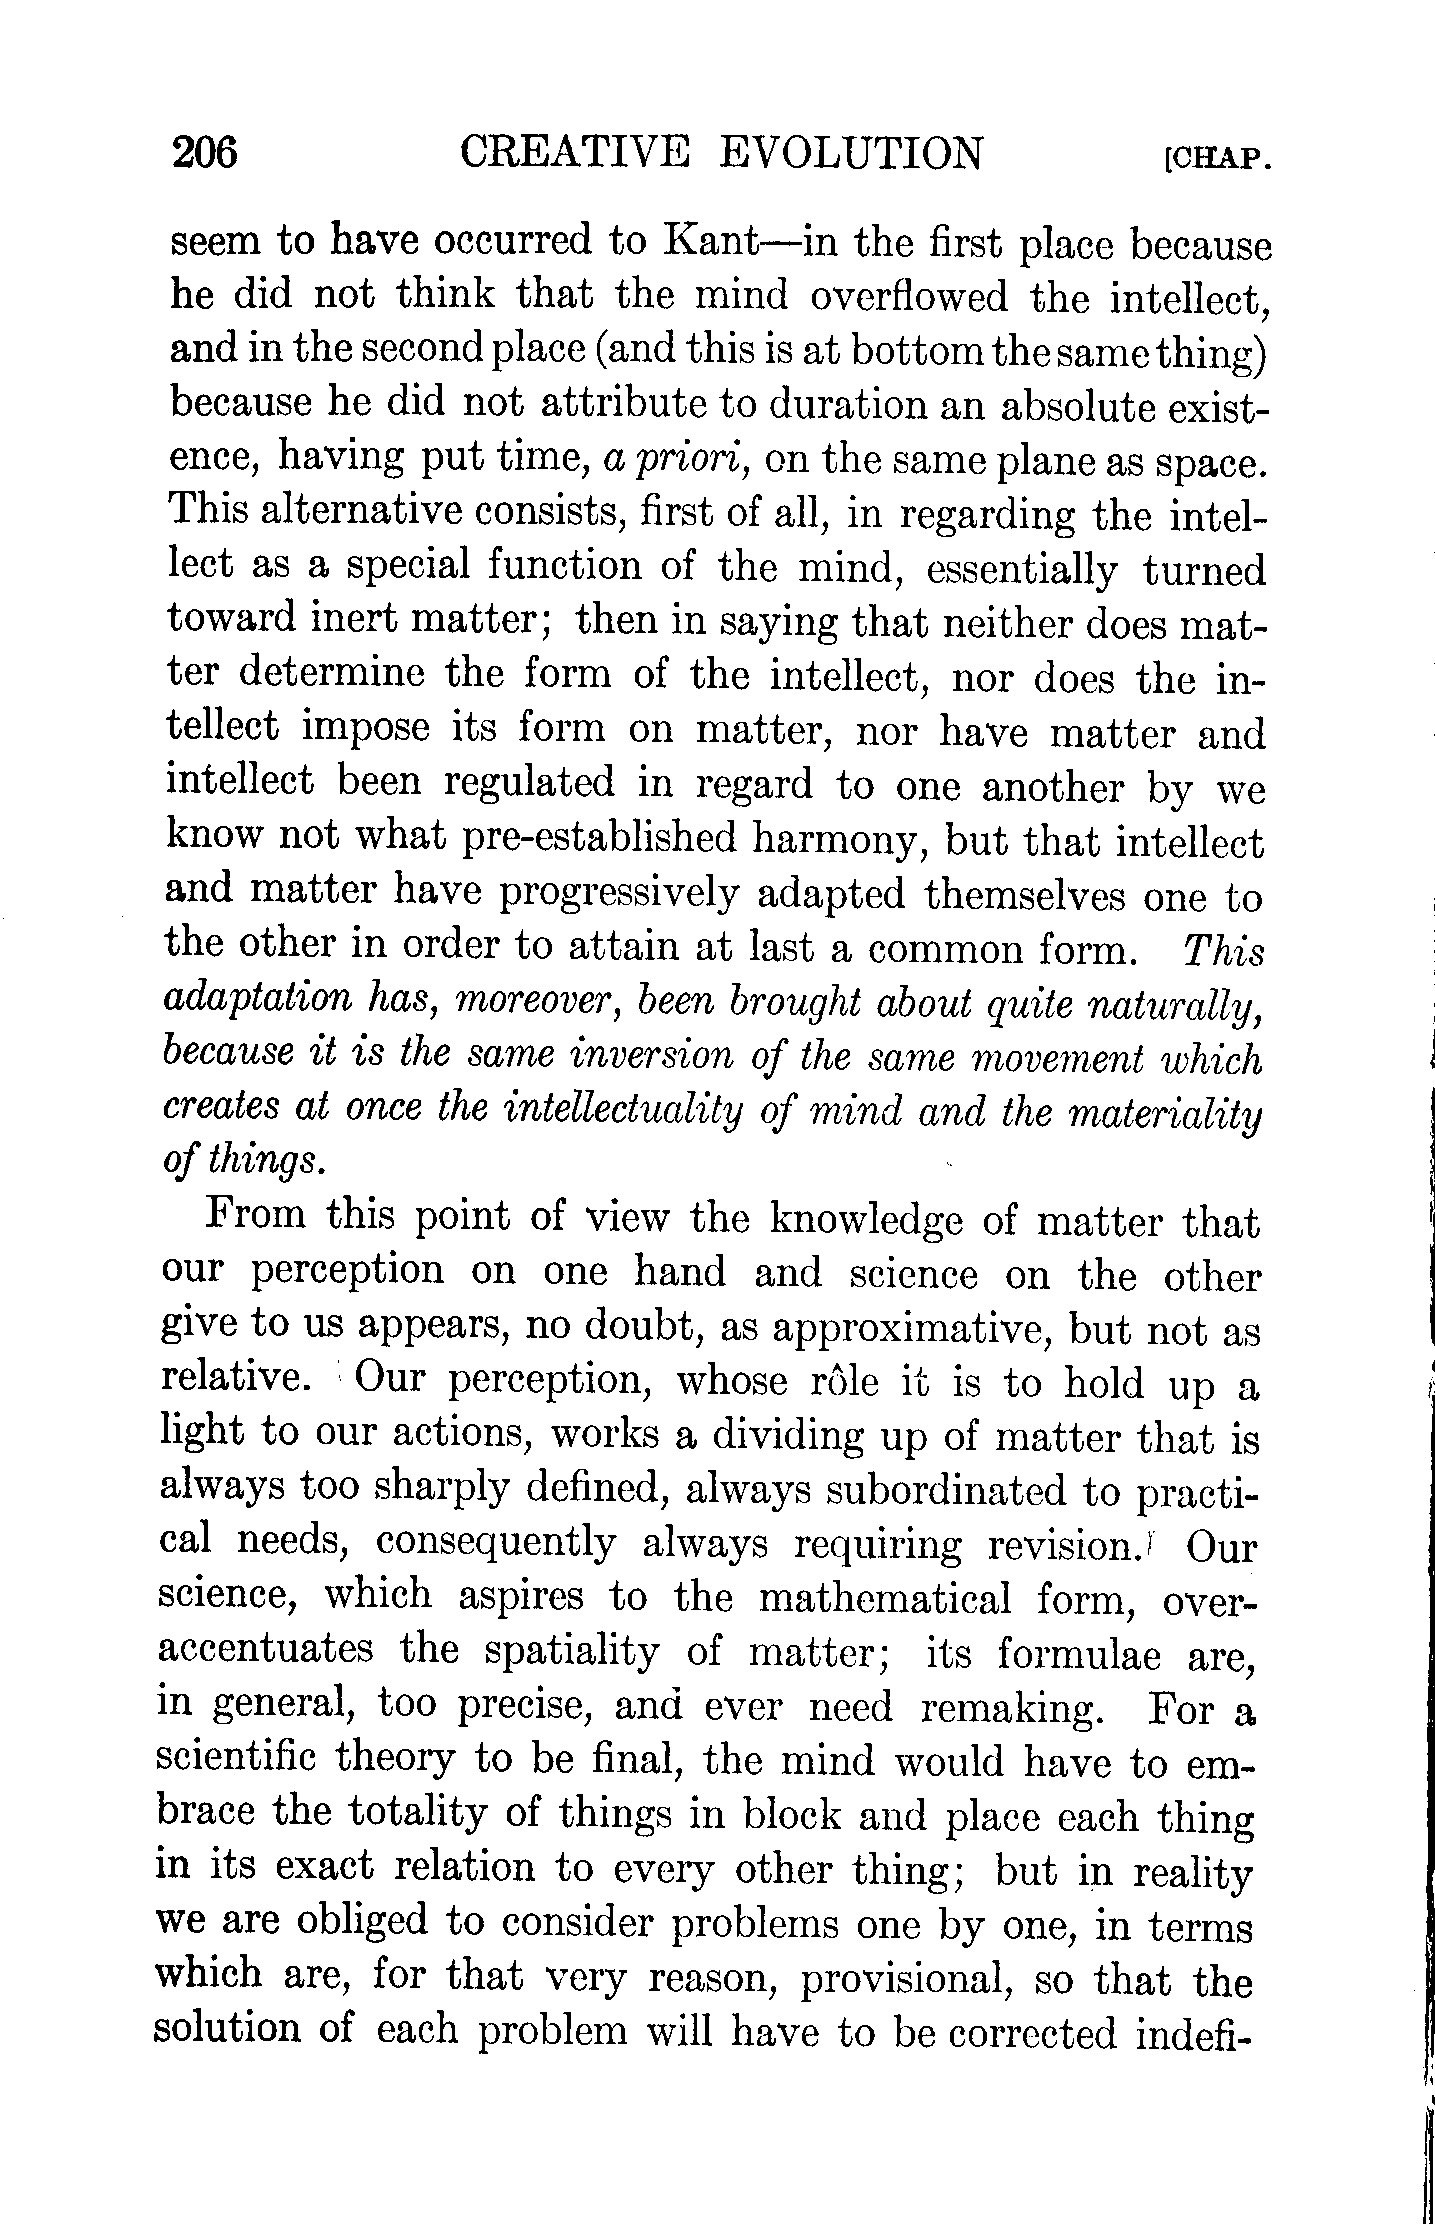 206 CREATIVE EVOLUTION [CHAP.
seem to have occurred to Kant—in the first place because
he did not think that the mind overflowed the intellect,
and in the second place (and this is at bottom the same thing)
because he did not attribute to duration an absolute exist-
ence, having put time, a priori, on the same plane as space.
This alternative consists, first of all, in regarding the intel-
lect as a special function of the mind, essentially turned
toward inert matter; then in saying that neither does mat-
ter determine the form of the intellect, nor does the in-
tellect impose its form on matter, nor have matter and
intellect been regulated in regard to one another by we
know not what pre-established harmony, but that intellect
and matter have progressively adapted themselves one to
the other in order to attain at last a common form. This
adaptation has, moreover, been brought about quite naturally,
because it is the same inversion of the same movement which
creates at once the intellectuality of mind and the materiality
of things.
From this point of view the knowledge of matter that
our perception on one hand and science on the other
give to us appears, no doubt, as approximative, but not as
relative. Our perception, whose rôle it is to hold up a
light to our actions, works a dividing up of matter that is
always too sharply defined, always subordinated to practi-
cal needs, consequently always requiring revision. Our
science, which aspires to the mathematical form, over-
accentuates the spatiality of matter; its formulae are,
in general, too precise, and ever need remaking. For a
scientific theory to be final, the mind would have to em-
brace the totality of things in block and place each thing
in its exact relation to every other thing; but in reality
we are obliged to consider problems one by one, in terms
which are, for that very reason, provisional, so that the
solution of each problem will have to be corrected indefi-